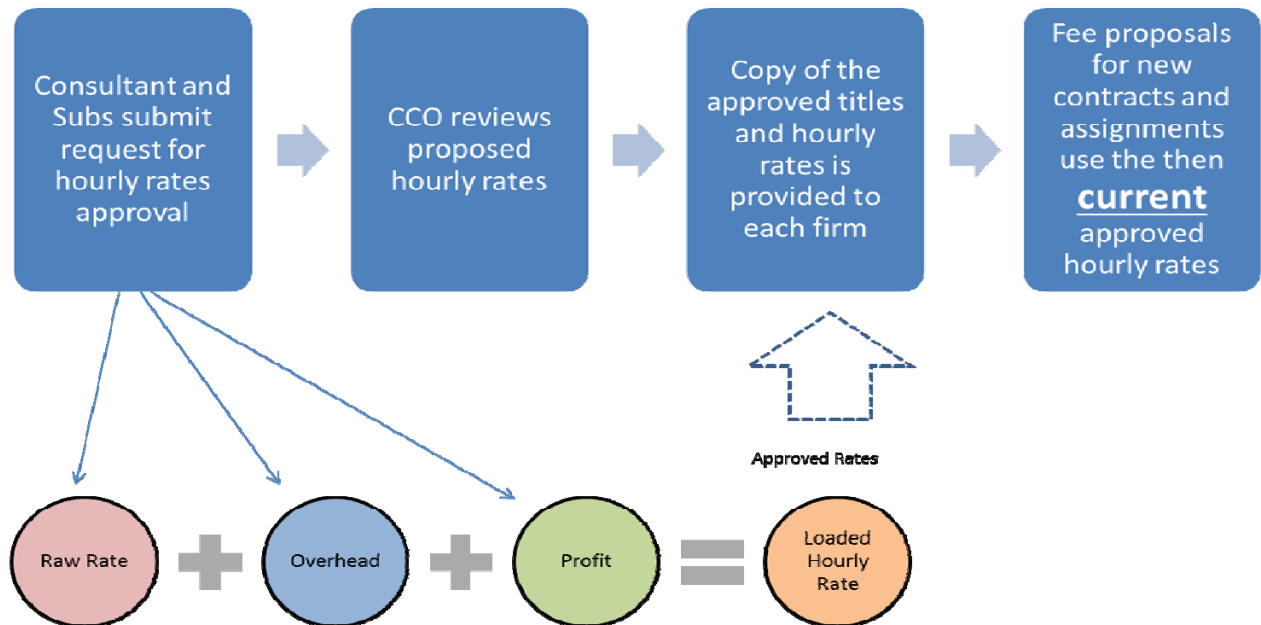 Consultant and
Subs submit
request for
hourly rates
approval
CCO reviews
proposed
hourly rates
Copy of the
approved titles
and hourly
rates is
provided to
each firm
Fee proposals
for new
contracts and
assignments
use the then
current
approved
hourly rates
Approved Rates
Raw Rate
Overhead
Profit
Loaded
Hourly
Rate